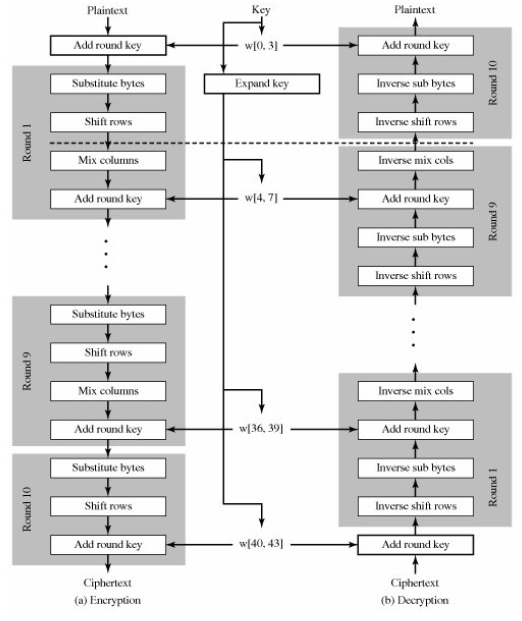 Plaintext
Key
Plaintext
Add round key
w[0, 3]
Add round key
Substitute bytes
Expand key
Inverse sub bytes
Round 1
Round 10
Shift rows
Inverse shift rows
Mix columns
Inverse mix cols
Add round key
w[4, 7]
Add round key
Round 9
Inverse sub bytes
Inverse shift rows
Substitute bytes
Shift rows
Round 9
Mix columns
Inverse mix cols
Add round key
w[36, 39]
Add round key
Substitute bytes
Inverse sub bytes
Round 10
Round 1
Shift rows
Inverse shift rows
Add round key
w[40, 43]
Add round key
Ciphertext
Ciphertext
(a) Encryption
(b) Decryption